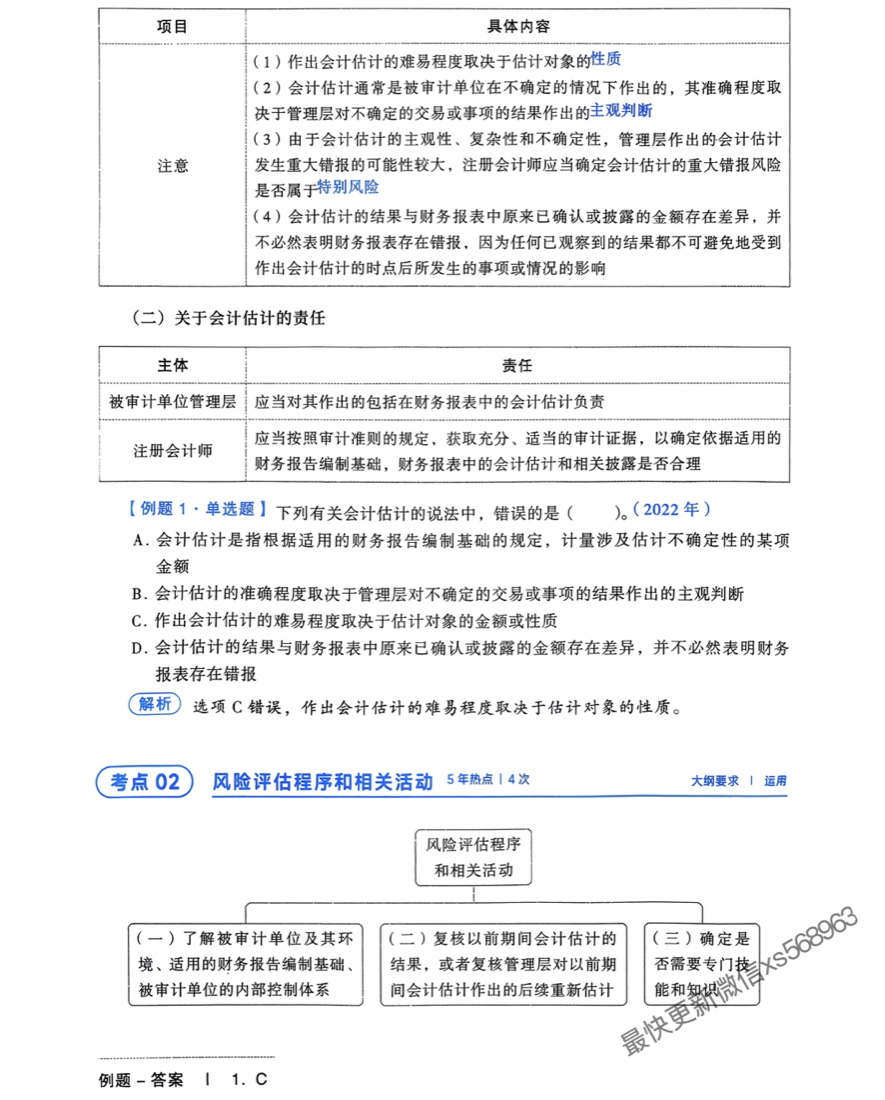 项目
具体内容
注意
（1）作出会计估计的难易程度取决于估计对象的性质
（2）会计估计通常是被审计单位在不确定的情况下作出的，其准确程度取
决于管理层对不确定的交易或事项的结果作出的主观判断
（3）由于会计估计的主观性、复杂性和不确定性，管理层作出的会计估计
发生重大错报的可能性较大，注册会计师应当确定会计估计的重大错报风险
是否属于特别风险
（4）会计估计的结果与财务报表中原来已确认或披露的金额存在差异，并
不必然表明财务报表存在错报，因为任何已观察到的结果都不可避免地受到
作出会计估计的时点后所发生的事项或情况的影响
（二）关于会计估计的责任
主体
责任
被审计单位管理层
应当对其作出的包括在财务报表中的会计估计负责
注册会计师
应当按照审计准则的规定，获取充分、适当的审计证据，以确定依据适用的
财务报告编制基础，财务报表中的会计估计和相关披露是否合理
【例题 1·单选题】下列有关会计估计的说法中，错误的是（　　）。（2022 年）
A. 会计估计是指根据适用的财务报告编制基础的规定，计量涉及估计不确定性的某项
金额
B. 会计估计的准确程度取决于管理层对不确定的交易或事项的结果作出的主观判断
C. 作出会计估计的难易程度取决于估计对象的金额或性质
D. 会计估计的结果与财务报表中原来已确认或披露的金额存在差异，并不必然表明财务
报表存在错报
解析 选项 C 错误，作出会计估计的难易程度取决于估计对象的性质。
考点 02 风险评估程序和相关活动 5 年热点 | 4 次 大纲要求 | 运用
风险评估程序
和相关活动
（一）了解被审计单位及其环
境、适用的财务报告编制基础、
被审计单位的内部控制体系
（二）复核以前期间会计估计的
结果，或者复核管理层对以前期
间会计估计作出的后续重新估计
（三）确定是
否需要专门技
能和知识
最快更新微信xs568963
例题－答案 | 1. C